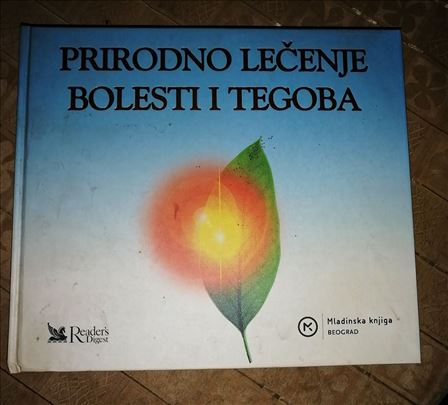 PRIRODNO LEČENJE
BOLESTI I TEGOBA
Reader's
Digest
Mladinska knjiga
BEOGRAD